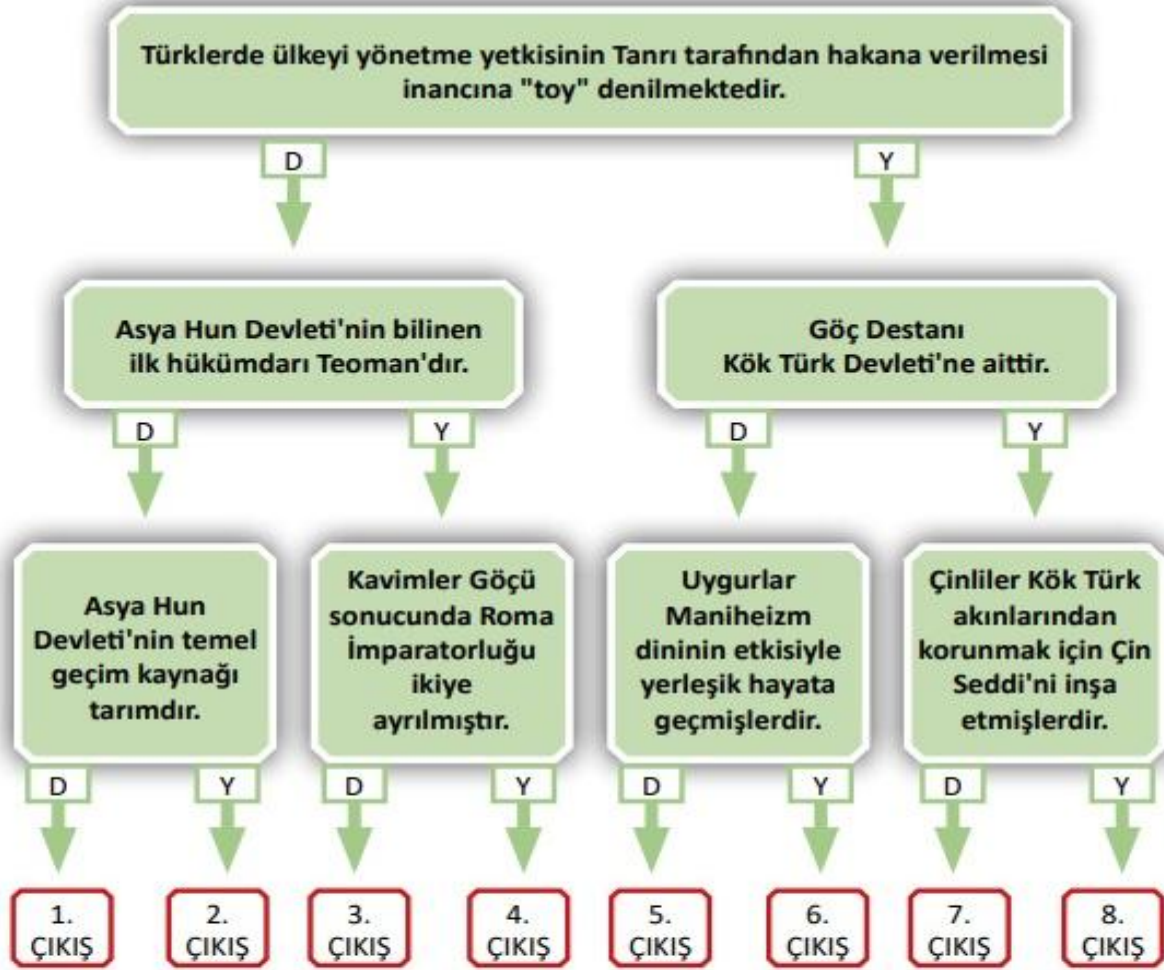 Türklerde ülkeyi yönetme yetkisinin Tanrı tarafından hakana verilmesi
inancına "toy" denilmektedir.
D
Y
Asya Hun Devleti'nin bilinen
ilk hükümdarı Teoman'dır.
Göç Destanı
Kök Türk Devleti'ne aittir.
D
Y
D
Y
Asya Hun
Devleti'nin temel
geçim kaynağı
tarımdır.
Kavimler Göçü
sonucunda Roma
İmparatorluğu
ikiye
ayrılmıştır.
Uygurlar
Maniheizm
dininin etkisiyle
yerleşik hayata
geçmişlerdir.
Çinliler Kök Türk
akınlarından
korunmak için Çin
Seddi'ni inşa
etmişlerdir.
D
Y
D
Y
D
Y
D
Y
1.
ÇIKIŞ
2.
ÇIKIŞ
3.
ÇIKIŞ
4.
ÇIKIŞ
5.
ÇIKIŞ
6.
ÇIKIŞ
7.
ÇIKIŞ
8.
ÇIKIŞ